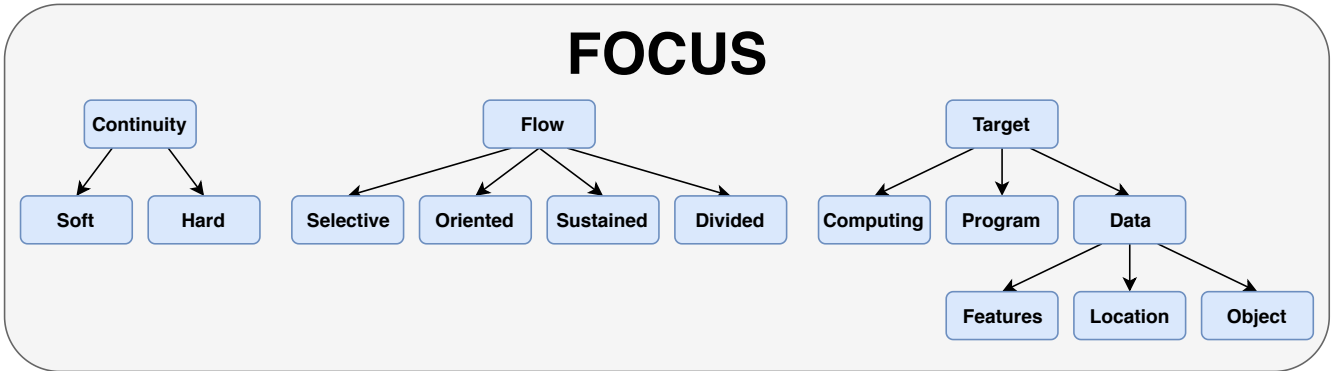 FOCUS
Continuity
Flow
Target
Soft
Hard
Selective
Oriented
Sustained
Divided
Computing
Program
Data
Features
Location
Object